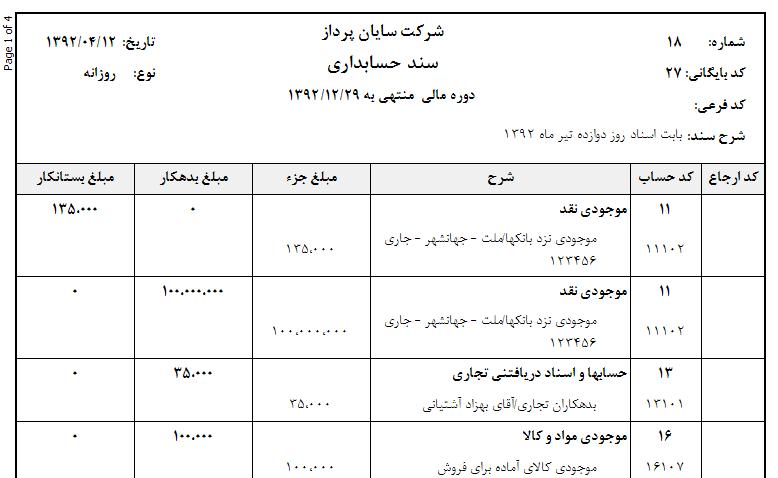 Page 1 of 4
شرکت سایان پرداز
سند حسابداری
دوره مالی منتهی به ۱۳۹۲/۱۲/۲۹
شماره: ۱۸
کد بایگانی: ۲۷
کد فرعی:
تاریخ: ۱۳۹۲/۰۴/۱۲
نوع: روزانه
شرح سند: بابت اسناد روز دوازده تیر ماه ۱۳۹۲
کد ارجاع کد حساب شرح مبلغ جزء مبلغ بدهکار مبلغ بستانکار
۱۱ موجودی نقد ۰ ۱۳۵،۰۰۰
۱۱۱۰۲ موجودی نزد بانکها/ملت - جهانشهر - جاری ۱۳۵،۰۰۰
۱۲۳۴۵۶
۱۱ موجودی نقد ۱۰۰،۰۰۰،۰۰۰ ۰
۱۱۱۰۲ موجودی نزد بانکها/ملت - جهانشهر - جاری ۱۰۰،۰۰۰،۰۰۰
۱۲۳۴۵۶
۱۳ حسابها و اسناد دریافتنی تجاری ۳۵،۰۰۰ ۰
۱۳۱۰۱ بدهکاران تجاری/آقای بهزاد آشتیانی ۳۵،۰۰۰
۱۶ موجودی مواد و کالا ۱۰۰،۰۰۰ ۰
۱۶۱۰۷ موجودی کالای آماده برای فروش ۱۰۰،۰۰۰